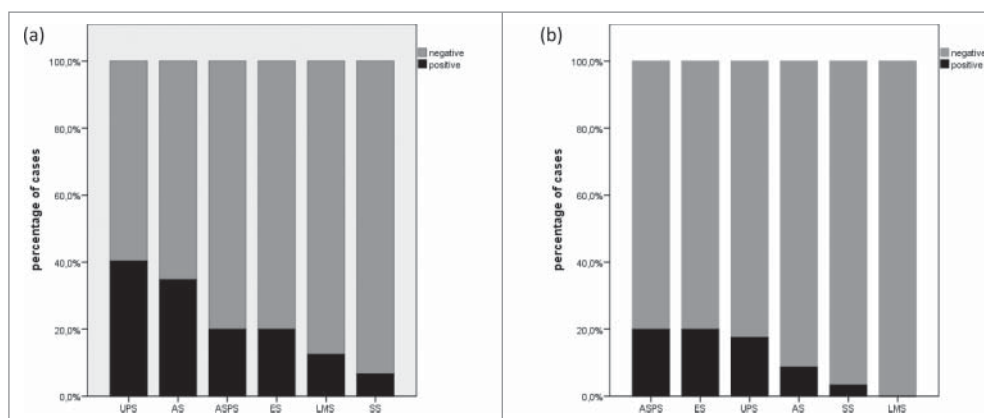 (a)
negative
positive
100,0%
80,0%
60,0%
40,0%
20,0%
0,0%
percentage of cases
UPS AS ASPS ES LMS SS
(b)
negative
positive
100,0%
80,0%
60,0%
40,0%
20,0%
0,0%
percentage of cases
ASPS ES UPS AS SS LMS